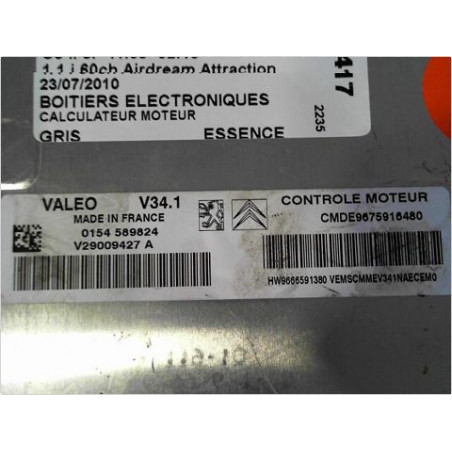 1.1 i 60ch Airdream Attraction
23/07/2010
BOITIERS ELECTRONIQUES
CALCULATEUR MOTEUR
GRIS ESSENCE
417
2235
VALEO V34.1
MADE IN FRANCE
0154 589824
V29009427 A
CONTROLE MOTEUR
CMDE9675916480
HW9666591380 VEMSCMMEV341NAECEM0